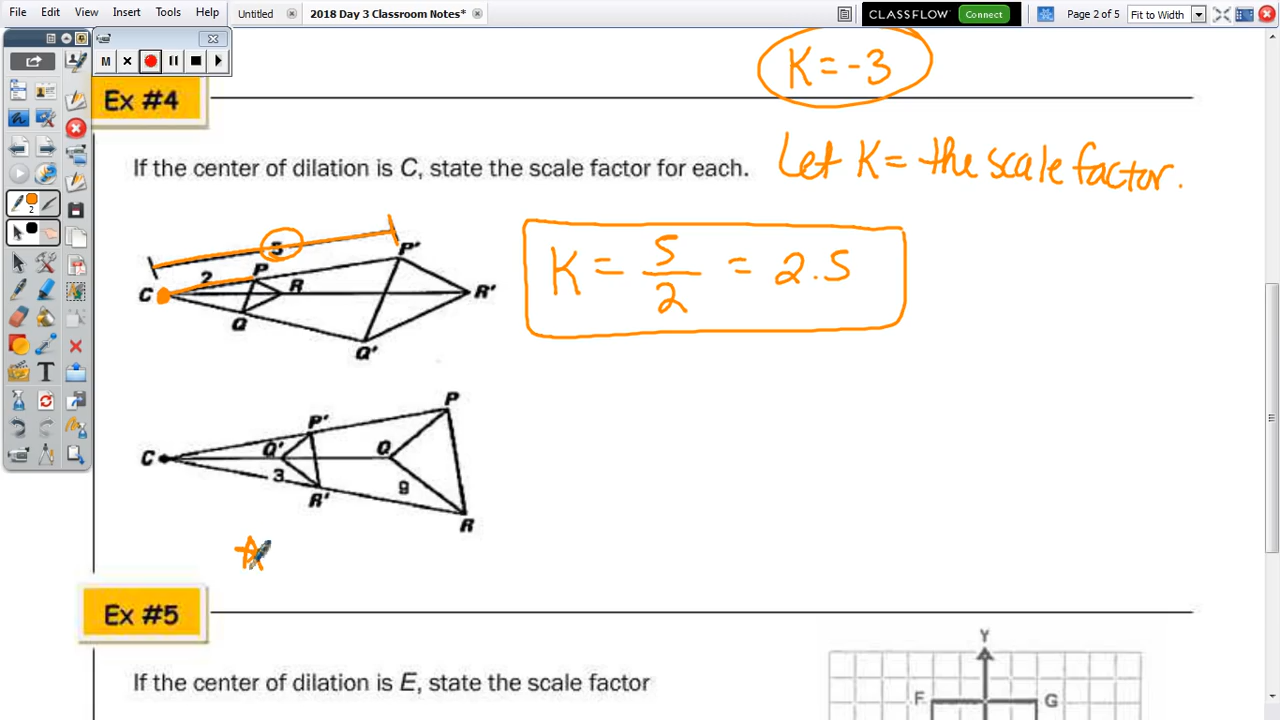 File Edit View Insert Tools Help
Untitled
2018 Day 3 Classroom Notes*
CLASSFLOW Connect
Page 2 of 5
Fit to Width
M
2
T
K = -3
Ex #4
If the center of dilation is C, state the scale factor for each.
Let K = the scale factor.
5
2 P P'
C R R'
Q
Q'
K = 5/2 = 2.5
P
P'
C Q' Q
3 9
R'
R
Ex #5
If the center of dilation is E, state the scale factor
Y
F G